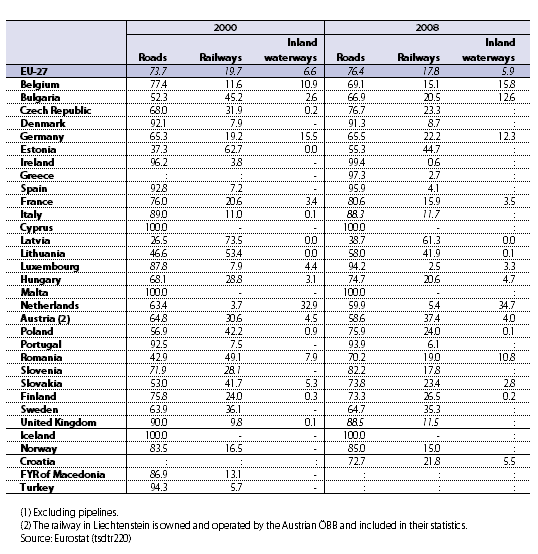 2000 2008
Roads Railways Inland waterways Roads Railways Inland waterways
EU-27 73.7 19.7 6.6 76.4 17.8 5.9
Belgium 77.4 11.6 10.9 69.1 15.1 15.8
Bulgaria 52.3 45.2 2.6 66.9 20.5 12.6
Czech Republic 68.0 31.9 0.2 76.7 23.3 :
Denmark 92.1 7.9 - 91.3 8.7 -
Germany 65.3 19.2 15.5 65.5 22.2 12.3
Estonia 37.3 62.7 0.0 55.3 44.7 :
Ireland 96.2 3.8 - 99.4 0.6 :
Greece : : - 97.3 2.7 :
Spain 92.8 7.2 - 95.9 4.1 :
France 76.0 20.6 3.4 80.6 15.9 3.5
Italy 89.0 11.0 0.1 88.3 11.7 :
Cyprus 100.0 - - 100.0 - :
Latvia 26.5 73.5 0.0 38.7 61.3 0.0
Lithuania 46.6 53.4 0.0 58.0 41.9 0.1
Luxembourg 87.8 7.9 4.4 94.2 2.5 3.3
Hungary 68.1 28.8 3.1 74.7 20.6 4.7
Malta 100.0 - - 100.0 - :
Netherlands 63.4 3.7 32.9 59.9 5.4 34.7
Austria (2) 64.8 30.6 4.5 58.6 37.4 4.0
Poland 56.9 42.2 0.9 75.9 24.0 0.1
Portugal 92.5 7.5 - 93.9 6.1 :
Romania 42.9 49.1 7.9 70.2 19.0 10.8
Slovenia 71.9 28.1 - 82.2 17.8 :
Slovakia 53.0 41.7 5.3 73.8 23.4 2.8
Finland 75.8 24.0 0.3 73.3 26.5 0.2
Sweden 63.9 36.1 - 64.7 35.3 :
United Kingdom 90.0 9.8 0.1 88.5 11.5 :
Iceland 100.0 - - 100.0 - :
Norway 83.5 16.5 - 85.0 15.0 :
Croatia : : : 72.7 21.8 5.5
FYR of Macedonia 86.9 13.1 - : : :
Turkey 94.3 5.7 - : : :
(1) Excluding pipelines.
(2) The railway in Liechtenstein is owned and operated by the Austrian ÖBB and included in their statistics.
Source: Eurostat (tsdtr220)